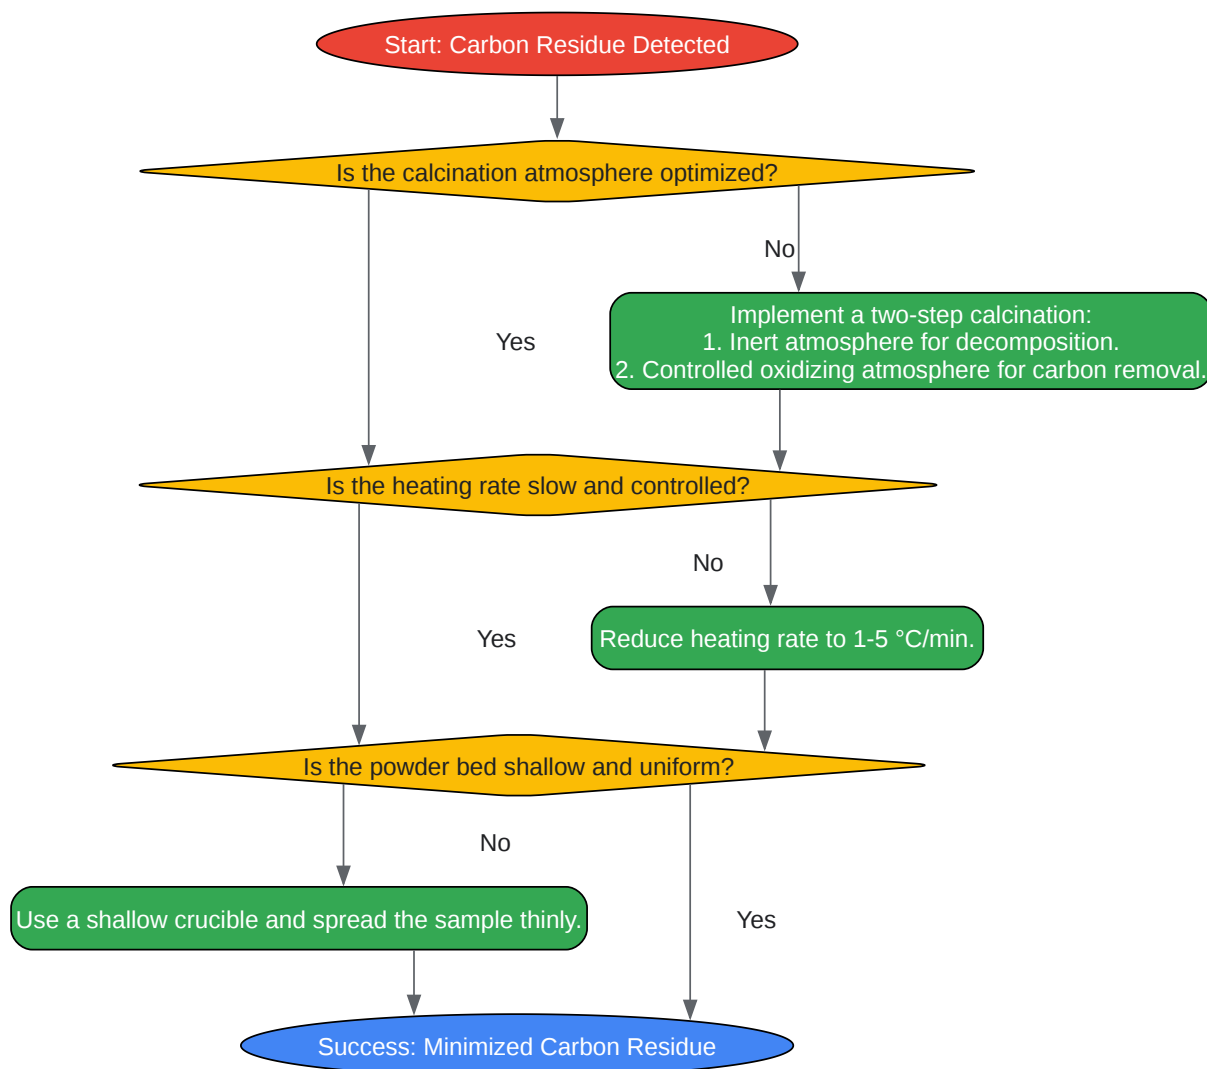 Start: Carbon Residue Detected
Is the calcination atmosphere optimized?
No
Implement a two-step calcination:
1. Inert atmosphere for decomposition.
2. Controlled oxidizing atmosphere for carbon removal.
Yes
Is the heating rate slow and controlled?
No
Reduce heating rate to 1-5 °C/min.
Yes
Is the powder bed shallow and uniform?
No
Use a shallow crucible and spread the sample thinly.
Yes
Success: Minimized Carbon Residue